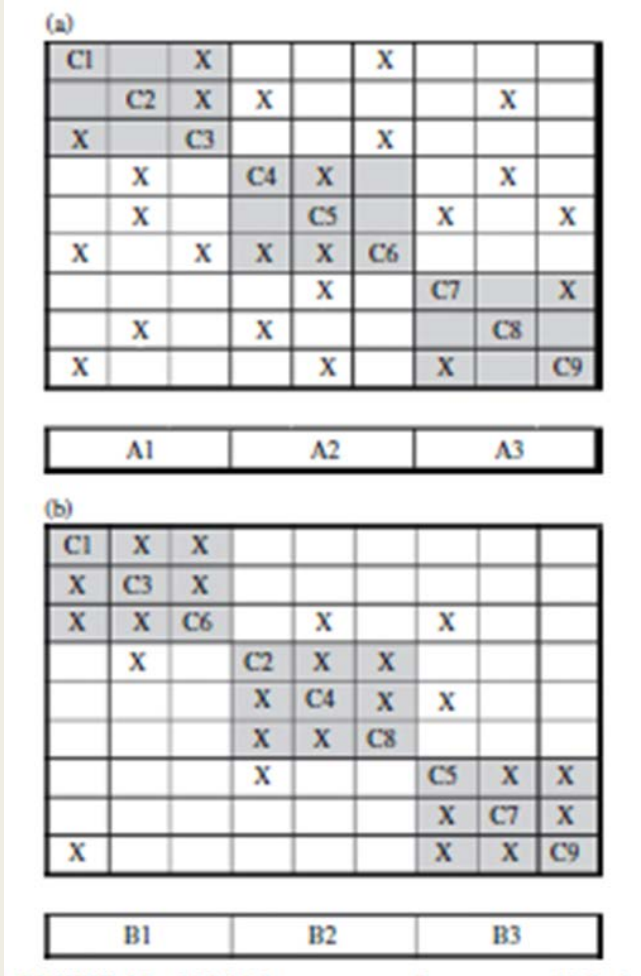 (a)
C1 X X
C2 X X X
X C3 X
X C4 X X
X C5 X X
X X X X C6
X C7 X
X X C8
X X X C9
A1 A2 A3
(b)
C1 X X
X C3 X
X X C6 X X
X C2 X X
X C4 X X
X X C8
X C5 X X
X C7 X
X X X C9
B1 B2 B3